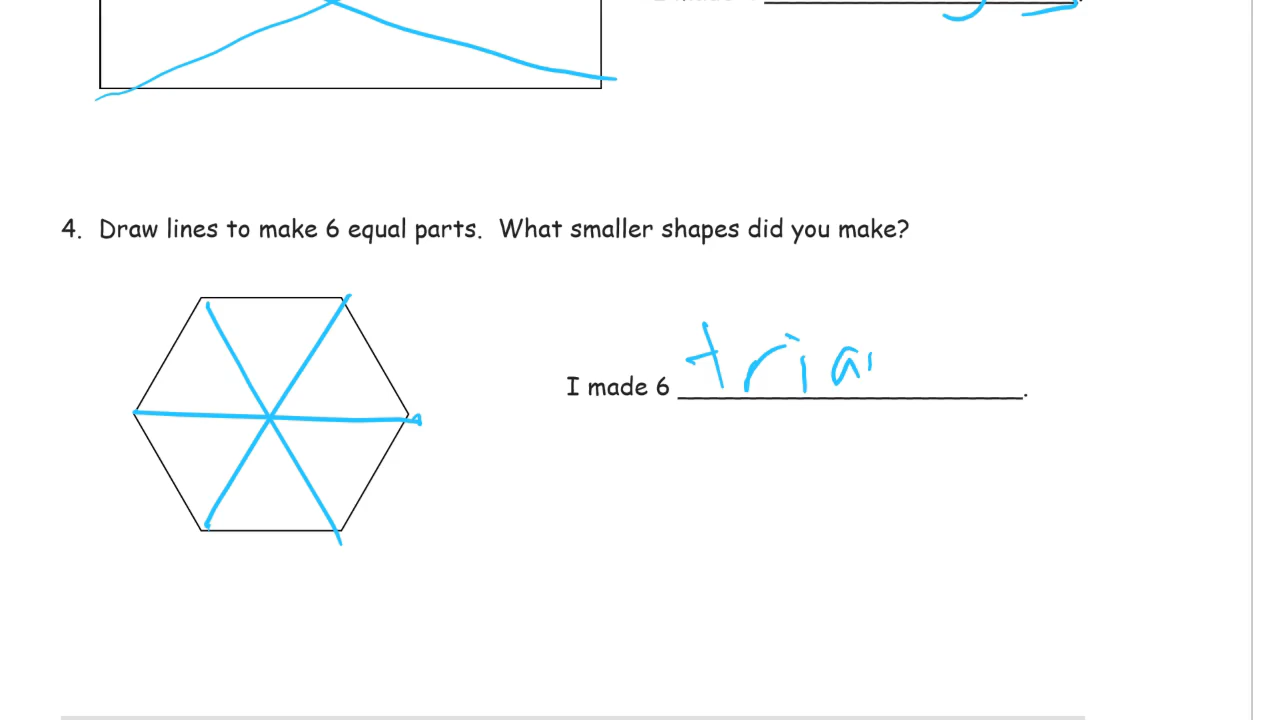 4. Draw lines to make 6 equal parts. What smaller shapes did you make?
I made 6 tria
.